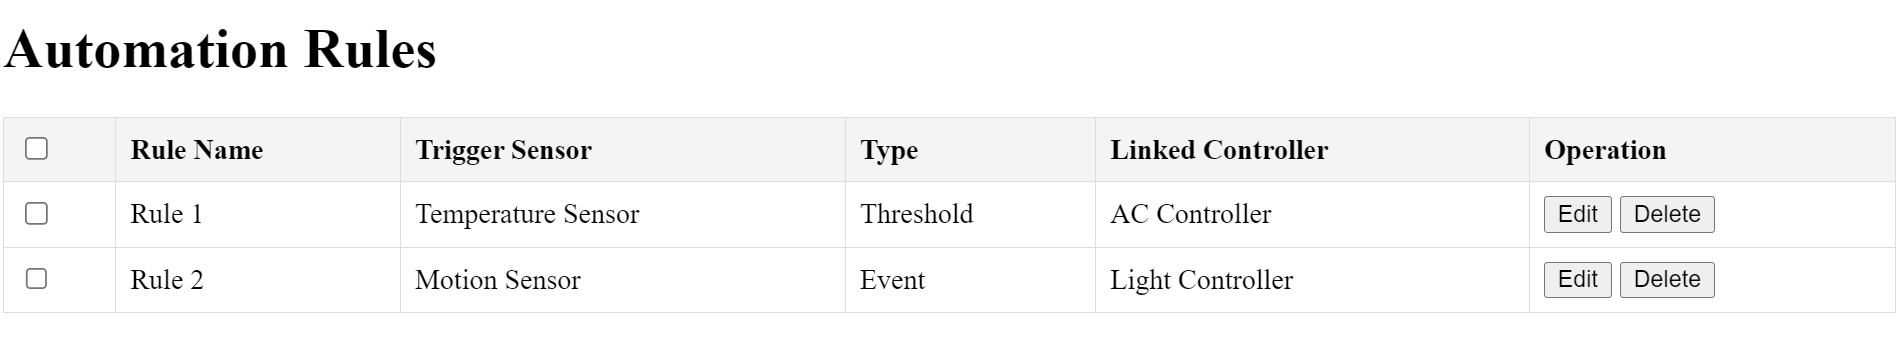 Automation Rules
Rule Name Trigger Sensor Type Linked Controller Operation
Rule 1 Temperature Sensor Threshold AC Controller Edit Delete
Rule 2 Motion Sensor Event Light Controller Edit Delete